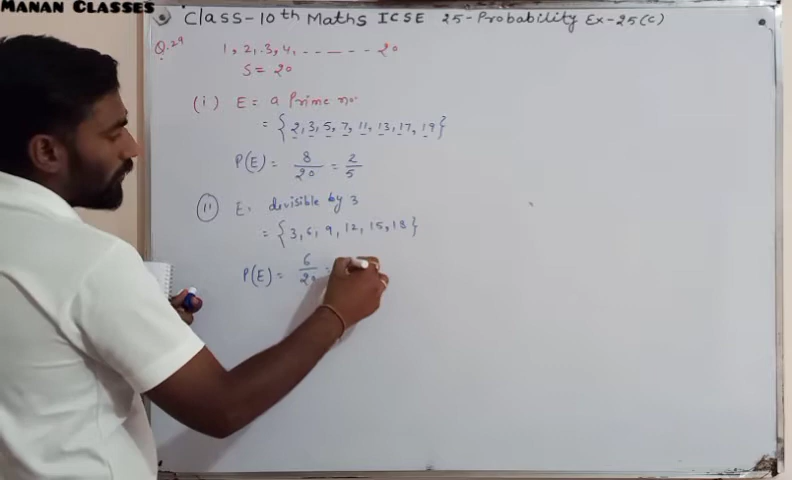 MANAN CLASSES
Class-10th Maths ICSE 25-Probability Ex-25(c)
Q.29 1, 2, 3, 4, - - - - - - 20
S = 20
(i) E = a Prime no.
= {2, 3, 5, 7, 11, 13, 17, 19}
P(E) = 8/20 = 2/5
(ii) E = devisible by 3
= {3, 6, 9, 12, 15, 18}
P(E) = 6/20 =